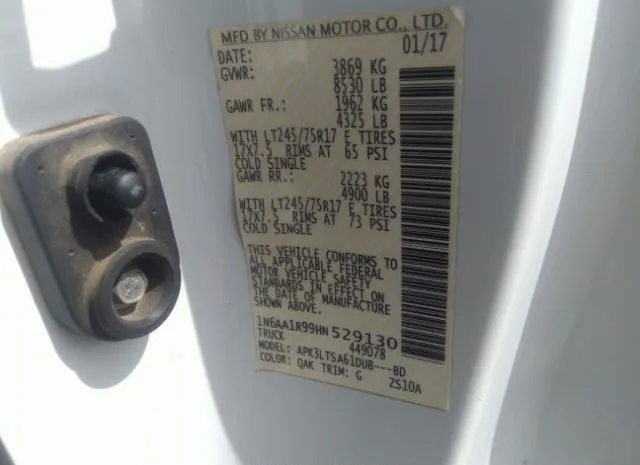 MFD BY NISSAN MOTOR CO., LTD.
DATE: 01/17
GVWR: 3869 KG
8530 LB
GAWR FR.: 1962 KG
4325 LB
WITH LT245/75R17 E TIRES
17X7.5 RIMS AT 65 PSI
COLD SINGLE
GAWR RR.: 2223 KG
4900 LB
WITH LT245/75R17 E TIRES
17X7.5 RIMS AT 73 PSI
COLD SINGLE
THIS VEHICLE CONFORMS TO
ALL APPLICABLE FEDERAL
MOTOR VEHICLE SAFETY
STANDARDS IN EFFECT ON
THE DATE OF MANUFACTURE
SHOWN ABOVE.
1N6AA1R99HN529130
TRUCK 449078
MODEL: APK3LTSA61DUB---BD
COLOR: QAK TRIM: G ZS10A